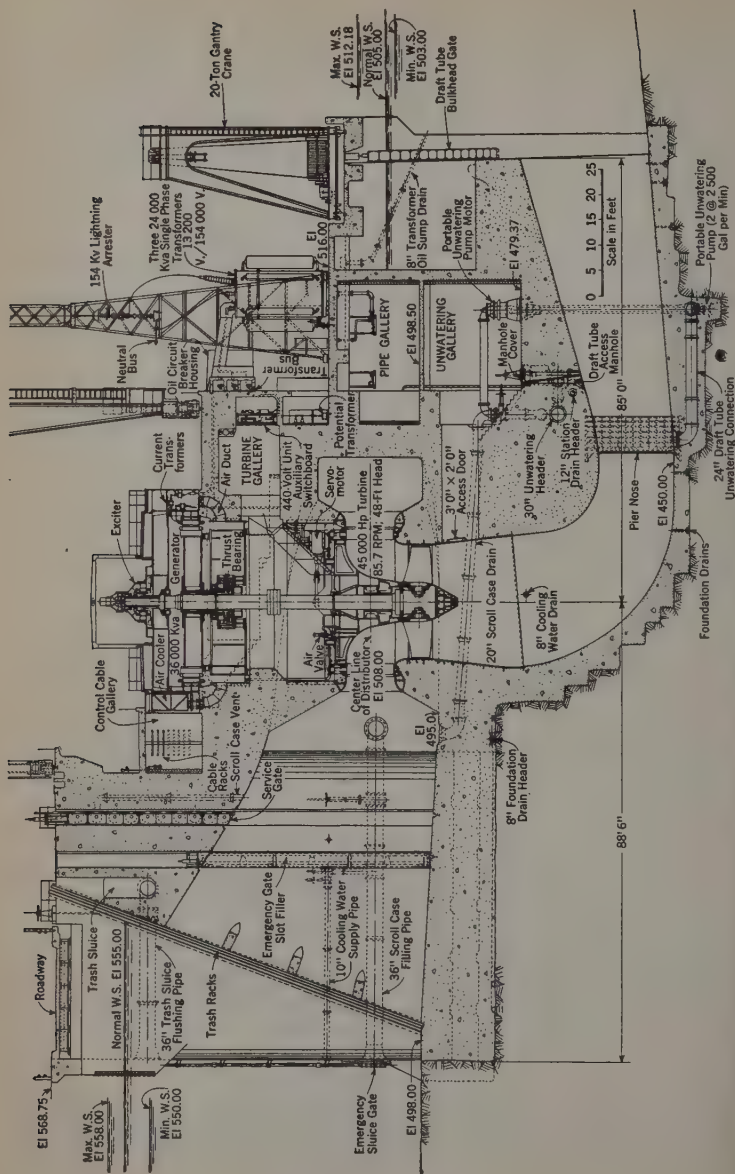 El 568.75
Max. W.S.
El 558.00
Min. W.S.
El 550.00
Roadway
Trash Sluice
Normal W.S. El 555.00
36" Trash Sluice
Flushing Pipe
Trash Racks
Emergency Gate
Slot Filler
10" Cooling Water
Supply Pipe
36" Scroll Case
Filling Pipe
Emergency
Sluice Gate
El 498.00
88'6"
Control Cable
Gallery
Cable
Racks
Scroll Case Vent
Service
Gate
El
495.0
8" Foundation
Drain Header
Exciter
Air Cooler
36 000 Kva
Generator
Thrust
Bearing
Air
Valve
Center Line
of Distributor
El 508.00
Current
Trans-
formers
Air Duct
TURBINE
GALLERY
440-Volt Unit
Auxiliary
Switchboard
Servo-
motor
45 000 Hp Turbine
85.7 RPM, 48-Ft Head
3'0" × 2'0"
Access Door
20" Scroll Case Drain
8" Cooling
Water Drain
30" Unwatering
Header
12" Station
Drain Header
Pier Nose
El 450.00
Foundation Drains
154 Kv Lightning
Arrester
Neutral
Bus
Oil Circuit
Breaker
Housing
Transformer
Bus
Potential
Transformer
Three 24 000
Kva Single Phase
Transformers
13 200
V./154 000 V.
20-Ton Gantry
Crane
El
516.00
PIPE GALLERY
El 498.50
UNWATERING
GALLERY
Manhole
Cover
Draft Tube
Access
Manhole
85'0"
24" Draft Tube
Unwatering Connection
Max. W.S.
El 512.18
Normal W.S.
El 505.00
Min. W.S.
El 503.00
Draft Tube
Bulkhead Gate
8" Transformer
Oil Sump Drain
Portable
Unwatering
Pump Motor
El 479.37
0 5 10 15 20 25
Scale in Feet
Portable Unwatering
Pump (2 @ 2 500
Gal per Min)